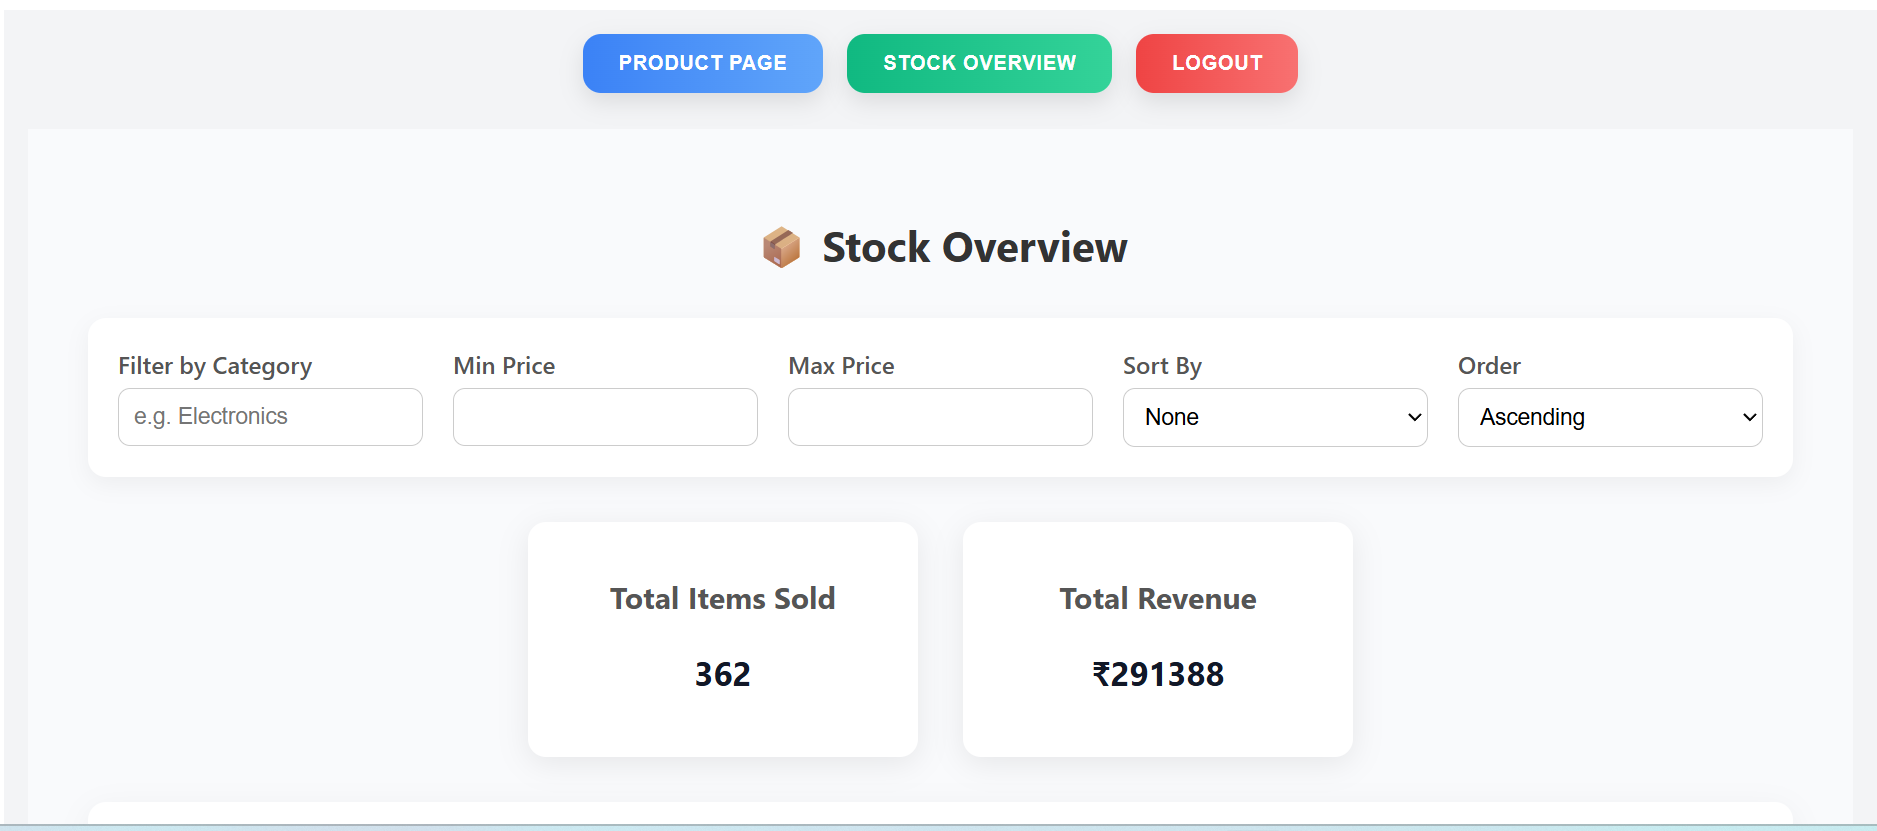 PRODUCT PAGE STOCK OVERVIEW LOGOUT
Stock Overview
Filter by Category Min Price Max Price Sort By Order
e.g. Electronics None Ascending
Total Items Sold Total Revenue
362 ₹291388